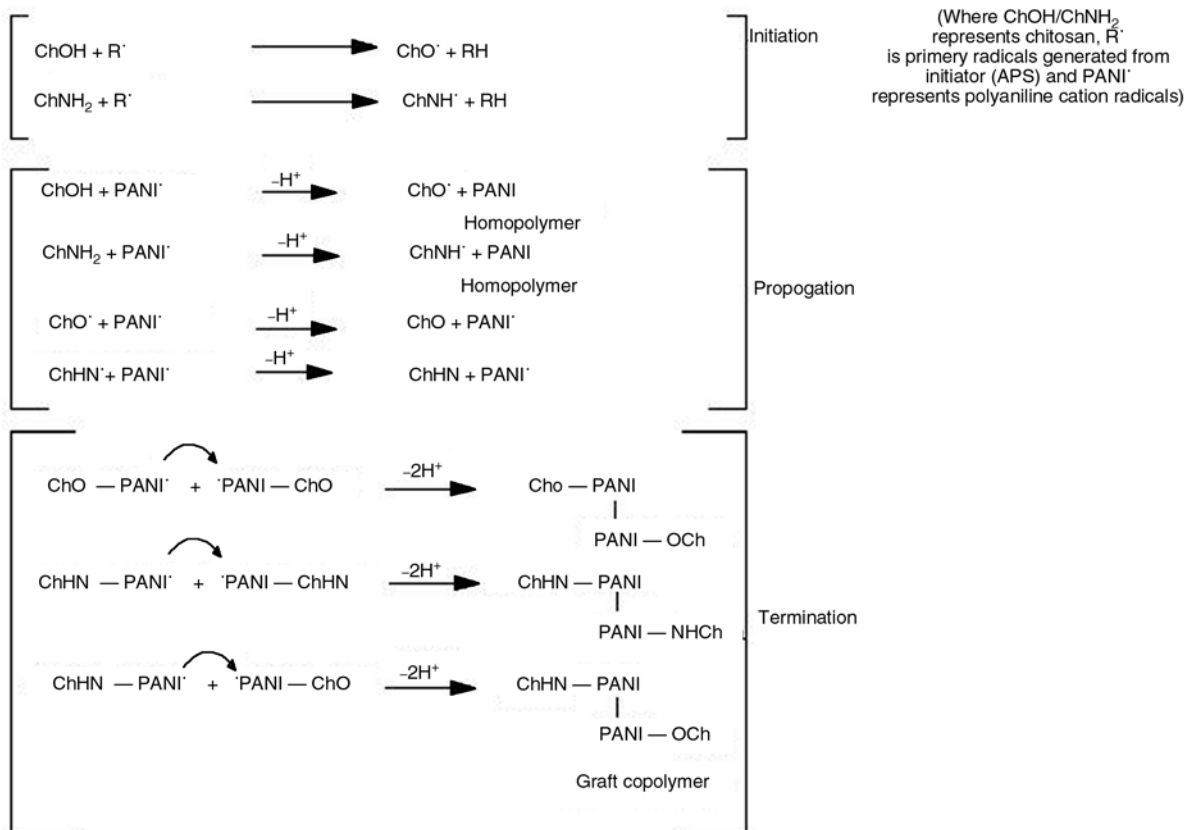 ChOH + R˙ ⟶ ChO˙ + RH
ChNH₂ + R˙ ⟶ ChNH˙ + RH
Initiation
(Where ChOH/ChNH₂
represents chitosan, R˙
is primery radicals generated from
initiator (APS) and PANI˙
represents polyaniline cation radicals)
ChOH + PANI˙ –H⁺ ⟶ ChO˙ + PANI
Homopolymer
ChNH₂ + PANI˙ –H⁺ ⟶ ChNH˙ + PANI
Homopolymer
ChO˙ + PANI˙ –H⁺ ⟶ ChO + PANI˙
ChHN˙+ PANI˙ –H⁺ ⟶ ChHN + PANI˙
Propogation
ChO — PANI˙ + ˙PANI — ChO –2H⁺ ⟶ Cho — PANI
PANI — OCh
ChHN — PANI˙ + ˙PANI — ChHN –2H⁺ ⟶ ChHN — PANI
PANI — NHCh
ChHN — PANI˙ + ˙PANI — ChO –2H⁺ ⟶ ChHN — PANI
PANI — OCh
Graft copolymer
Termination